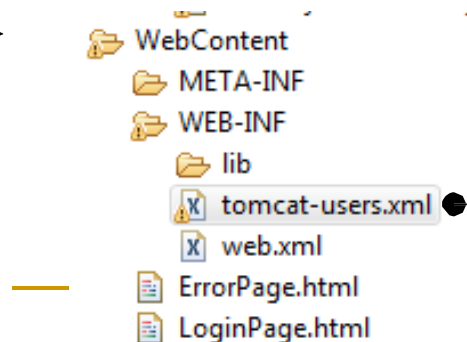 WebContent
META-INF
WEB-INF
lib
tomcat-users.xml
web.xml
ErrorPage.html
LoginPage.html